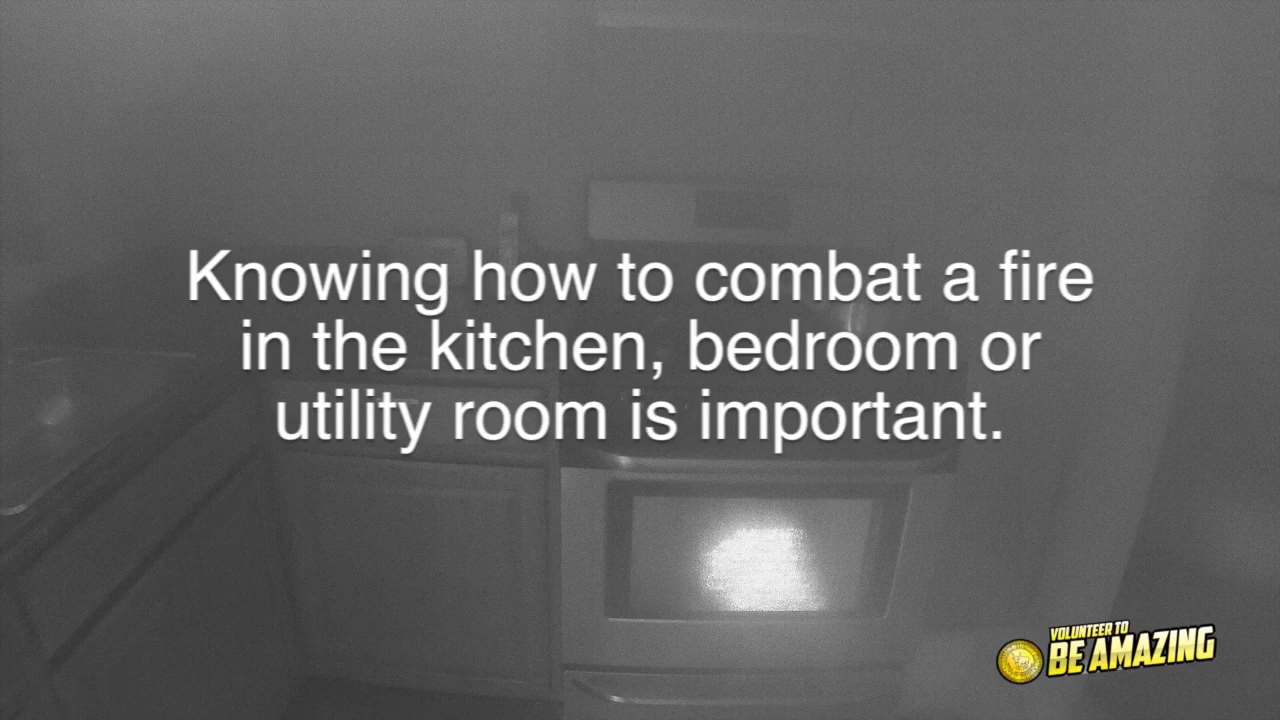 Knowing how to combat a fire
in the kitchen, bedroom or
utility room is important.
VOLUNTEER TO
BE AMAZING